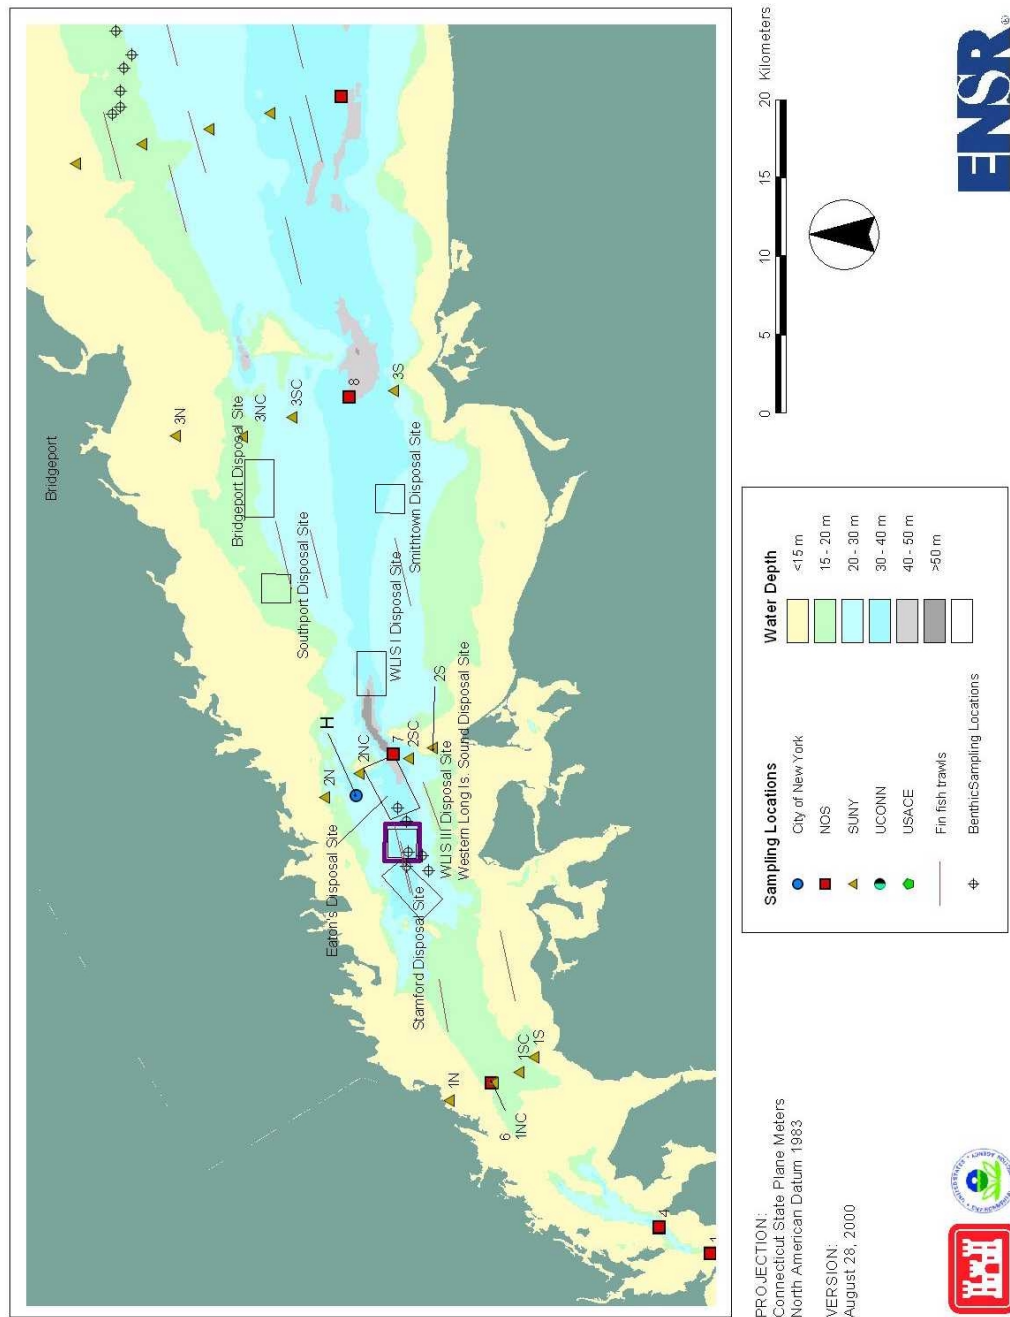 Bridgeport
3N
3NC
3SC
8
3S
Bridgeport Disposal Site
Southport Disposal Site
Smithtown Disposal Site
WLIS I Disposal Site
H
2N
2NC
7
2SC
2S
Eaton's Disposal Site
WLIS III Disposal Site
Western Long Is. Sound Disposal Site
Stamford Disposal Site
1N
1SC
1S
6
1NC
4
1
PROJECTION:
Connecticut State Plane Meters
North American Datum 1983
VERSION:
August 28, 2000
Sampling Locations
City of New York
NOS
SUNY
UCONN
USACE
Fin fish trawls
BenthicSampling Locations
Water Depth
<15 m
15 - 20 m
20 - 30 m
30 - 40 m
40 - 50 m
>50 m
0 5 10 15 20 Kilometers
ENSR®